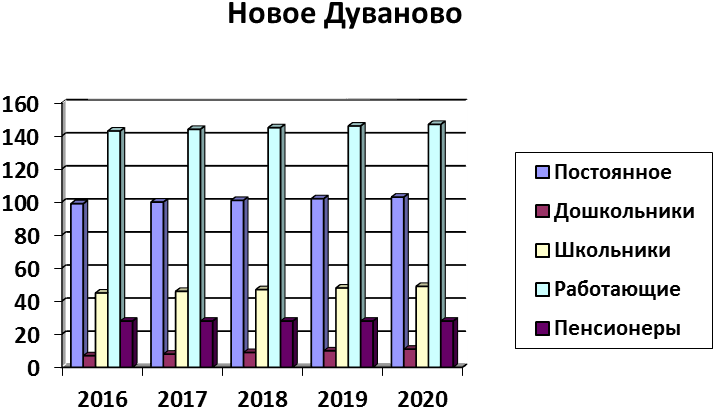 Новое Дуваново
160
140
120
100
80
60
40
20
0
2016 2017 2018 2019 2020
Постоянное
Дошкольники
Школьники
Работающие
Пенсионеры